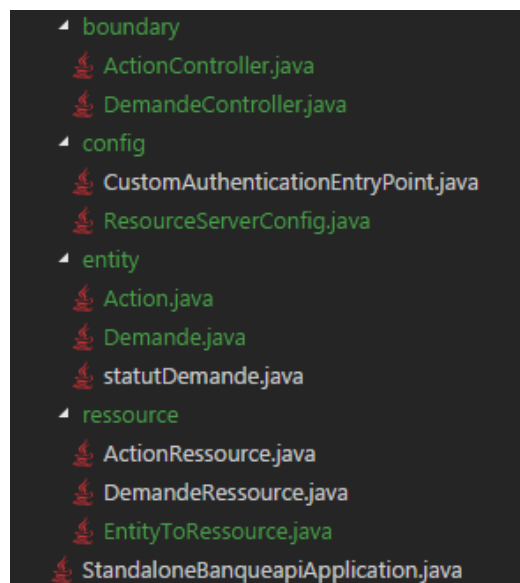 boundary
ActionController.java
DemandeController.java
config
CustomAuthenticationEntryPoint.java
ResourceServerConfig.java
entity
Action.java
Demande.java
statutDemande.java
ressource
ActionRessource.java
DemandeRessource.java
EntityToRessource.java
StandaloneBanqueapiApplication.java